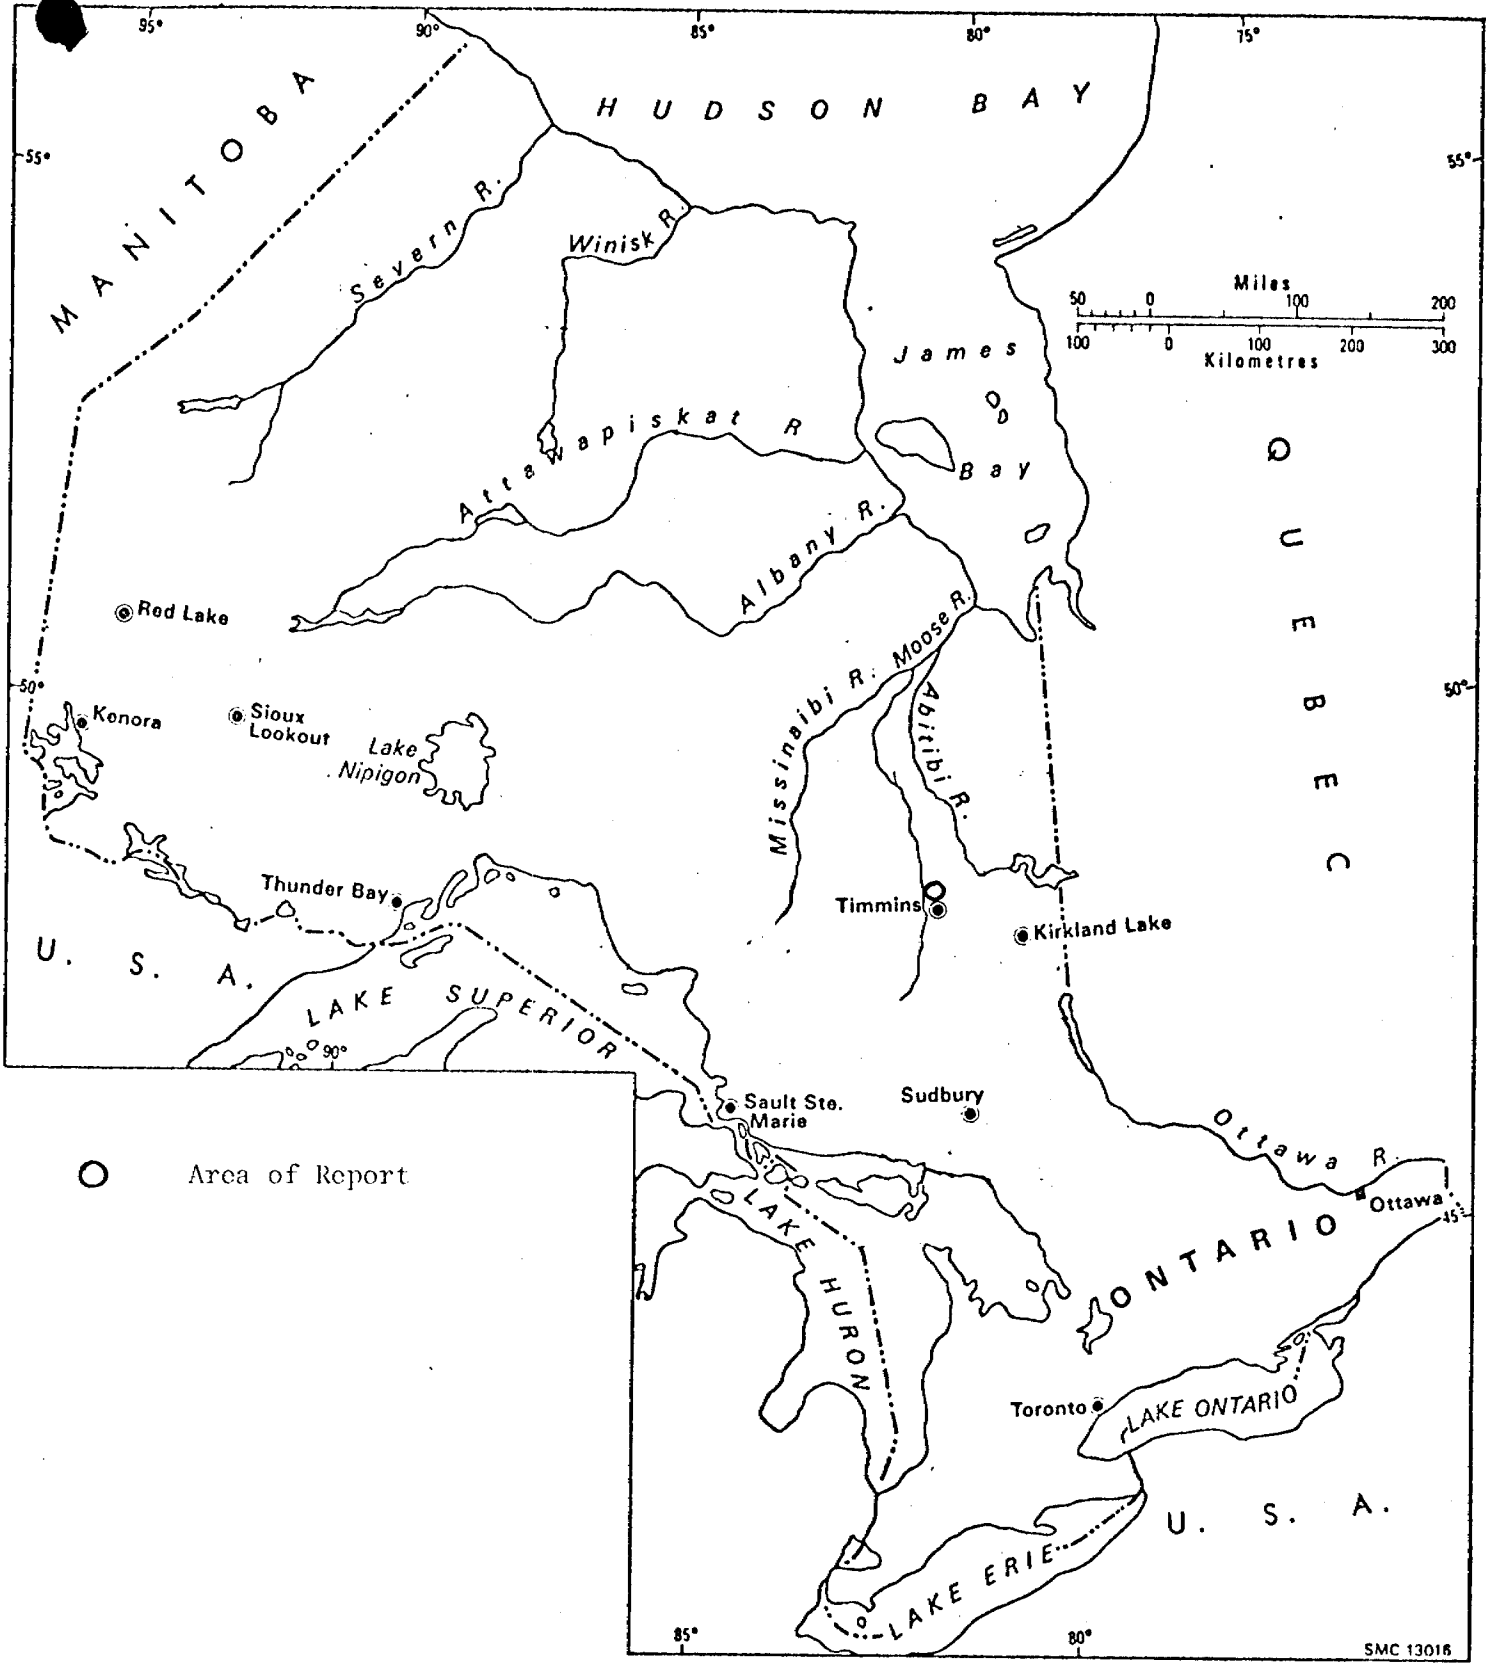 95° 90° 85° 80° 75°
HUDSON BAY
MANITOBA
55° 55°
Severn R.
Winisk R.
Miles
50 0 100 200
100 0 100 200 300
Kilometres
James
Bay
Attawapiskat R
QUEBEC
Albany R.
Red Lake
Moose R.
Missinaibi R.
Abitibi R.
50° 50°
Kenora
Sioux
Lookout
Lake
Nipigon
Thunder Bay
Timmins
Kirkland Lake
U. S. A.
LAKE SUPERIOR
90°
Sault Ste.
Marie
Sudbury
Ottawa R.
Ottawa
45°
Area of Report
LAKE HURON
ONTARIO
Toronto
LAKE ONTARIO
U. S. A.
LAKE ERIE
85° 80°
SMC 13016